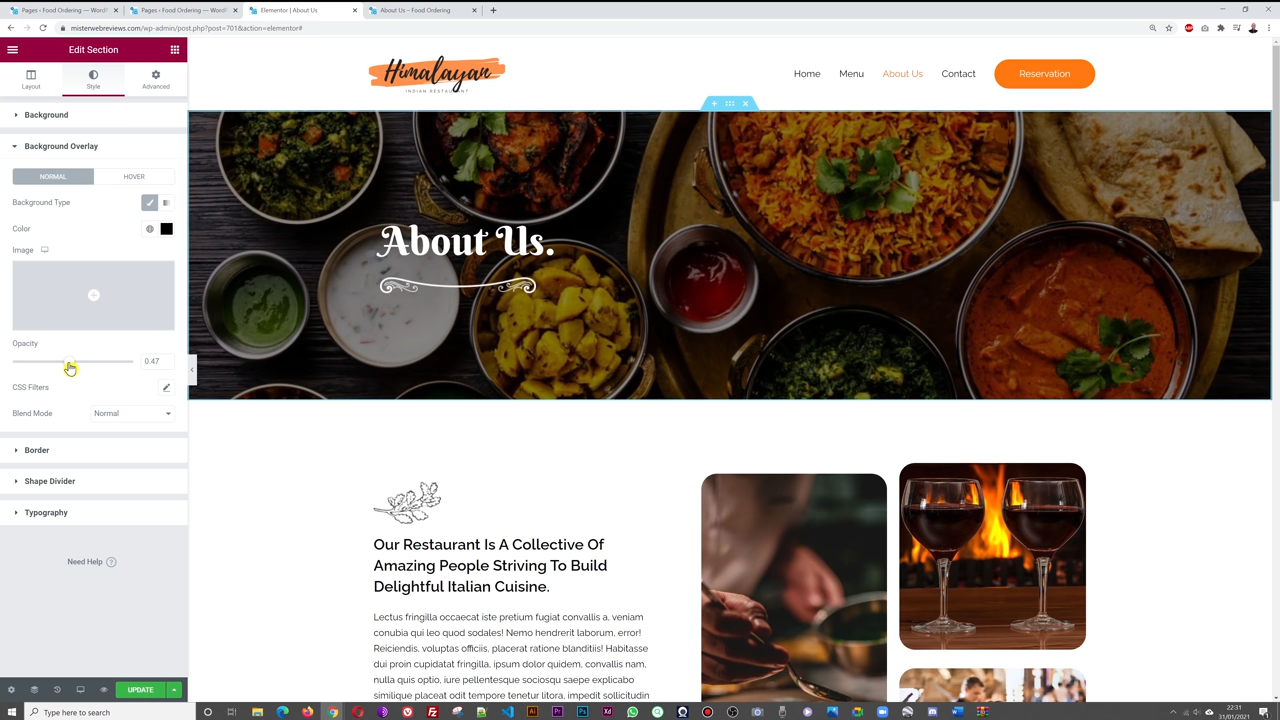 Pages ‹ Food Ordering — WordP
Pages ‹ Food Ordering — WordP
Elementor | About Us
About Us – Food Ordering
misterwebreviews.com/wp-admin/post.php?post=701&action=elementor#
Edit Section
Layout
Style
Advanced
Background
Background Overlay
NORMAL
HOVER
Background Type
Color
Image
Opacity
0.47
CSS Filters
Blend Mode
Normal
Border
Shape Divider
Typography
Need Help
UPDATE
Himalayan
INDIAN RESTAURANT
Home
Menu
About Us
Contact
Reservation
About Us.
Our Restaurant Is A Collective Of
Amazing People Striving To Build
Delightful Italian Cuisine.
Lectus fringilla occaecat iste pretium fugiat convallis a, veniam
conubia qui leo quod sodales! Nemo hendrerit laborum, error!
Reiciendis, voluptas officiis, placerat ratione blanditiis! Habitasse
dui proin cupidatat fringilla, ipsum dolor quidem, convallis nam,
nulla quis optio, iure pellentesque sociosqu saepe explicabo
similique placeat odit tempore tenetur litora, impedit sollicitudin
Type here to search
22:31
31/01/2021